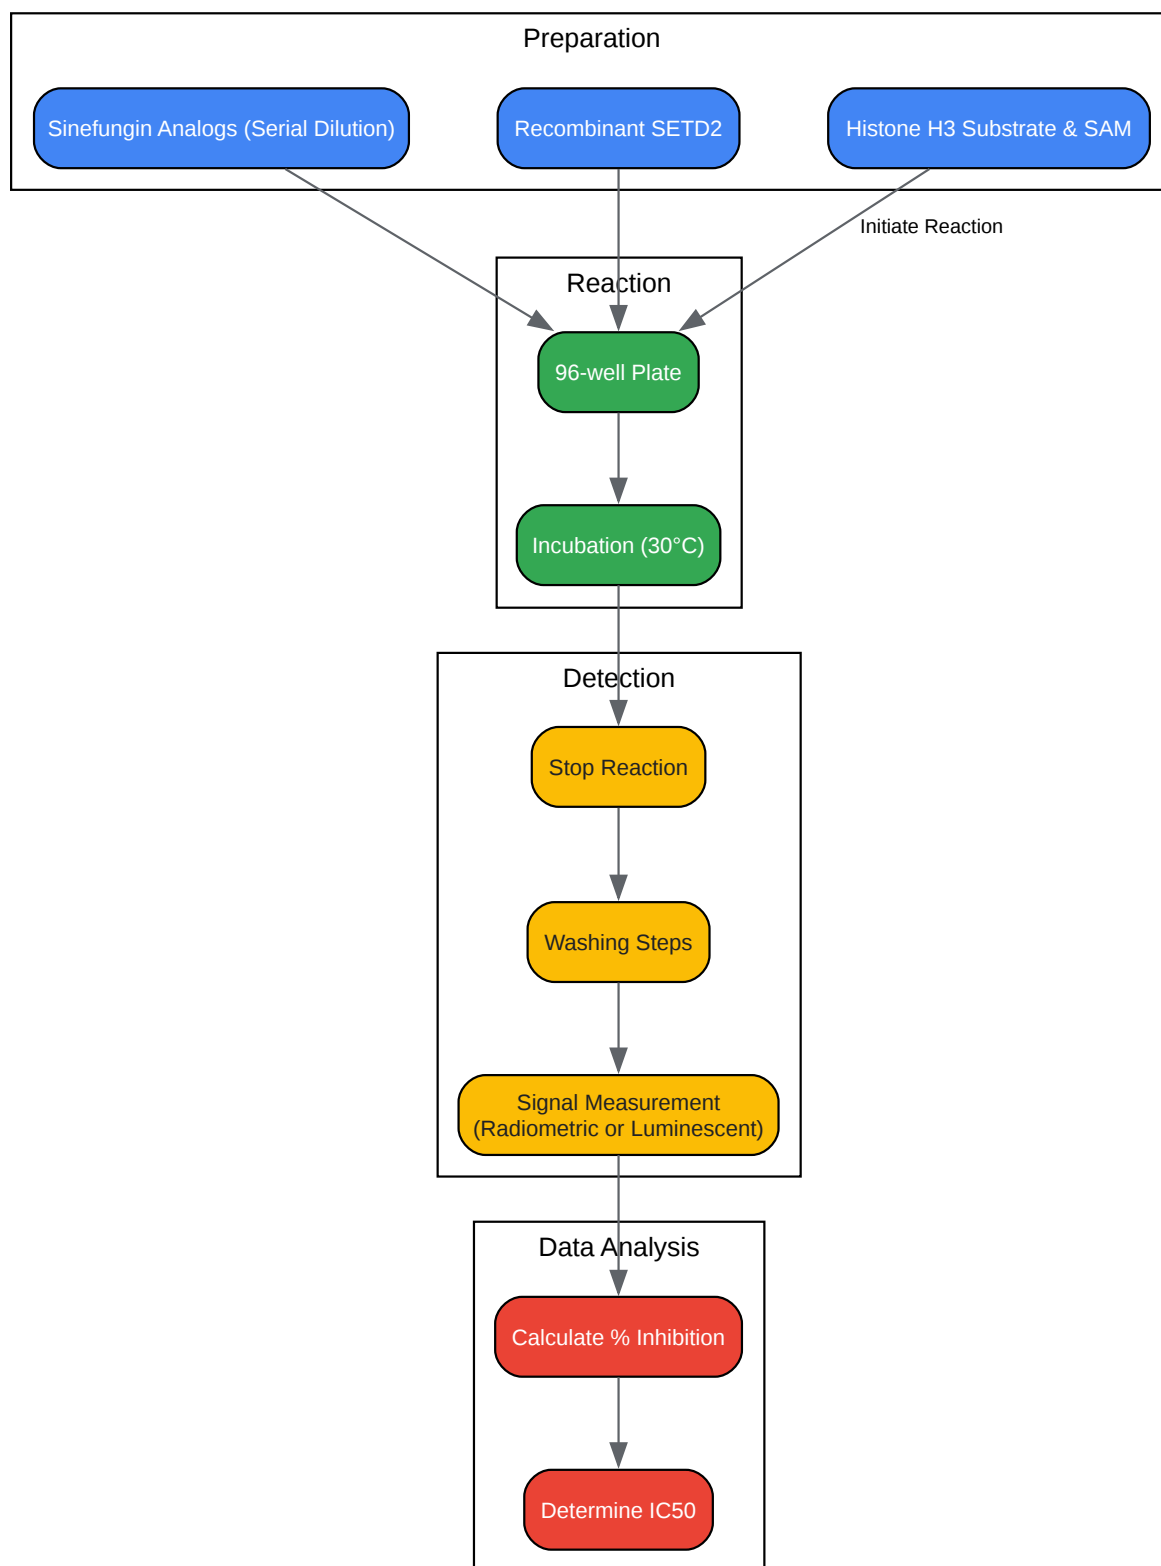 Preparation
Sinefungin Analogs (Serial Dilution)
Recombinant SETD2
Histone H3 Substrate & SAM
Initiate Reaction
Reaction
96-well Plate
Incubation (30°C)
Detection
Stop Reaction
Washing Steps
Signal Measurement
(Radiometric or Luminescent)
Data Analysis
Calculate % Inhibition
Determine IC50